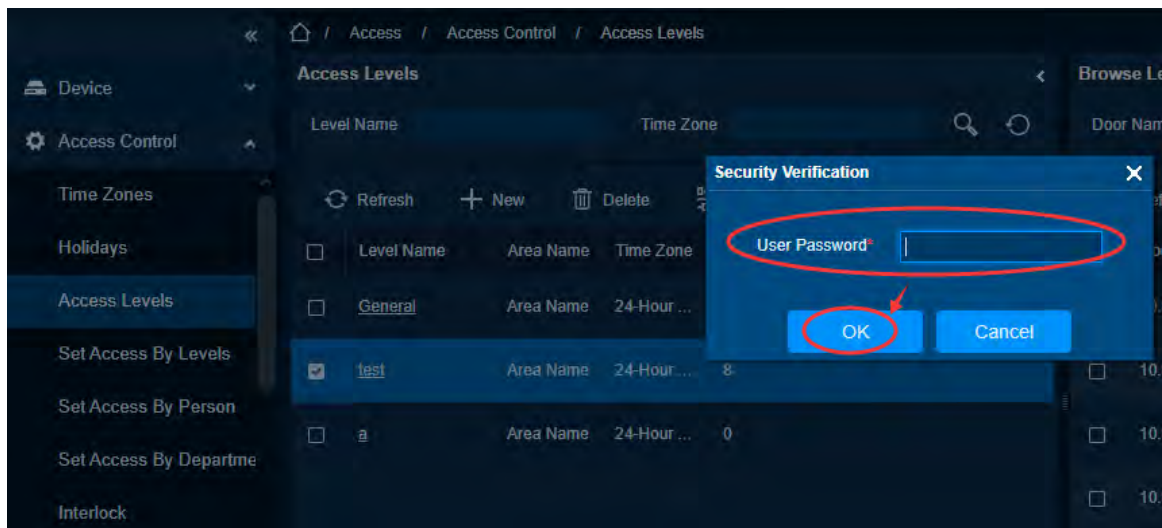 / Access / Access Control / Access Levels
Device
Access Control
Time Zones
Holidays
Access Levels
Set Access By Levels
Set Access By Person
Set Access By Departme
Interlock
Access Levels
Level Name Time Zone
Refresh New Delete
Level Name Area Name Time Zone
General Area Name 24-Hour ...
test Area Name 24-Hour ... 8
a Area Name 24-Hour ... 0
Security Verification
User Password*
OK Cancel
Browse Le
Door Nam
10.
10.
10.